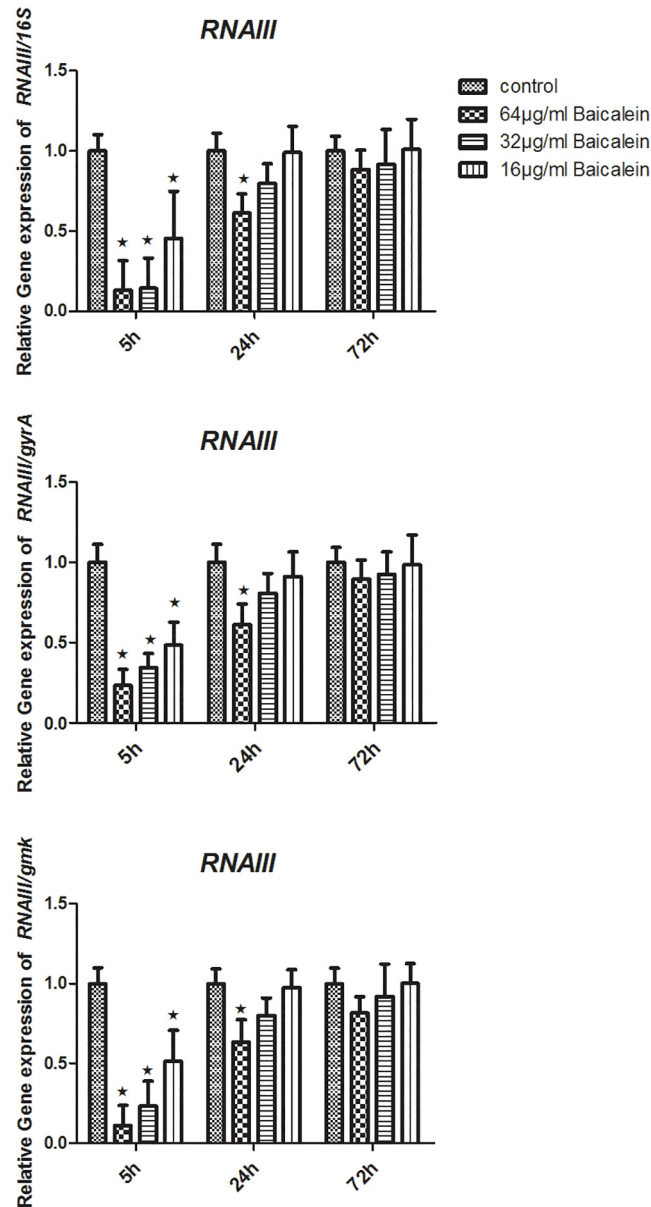 RNAIII
Relative Gene expression of RNAIII/16S
1.5
1.0
0.5
0.0
★ ★ ★ ★
5h 24h 72h
control
64µg/ml Baicalein
32µg/ml Baicalein
16µg/ml Baicalein
RNAIII
Relative Gene expression of RNAIII/gyrA
1.5
1.0
0.5
0.0
★ ★ ★ ★
5h 24h 72h
RNAIII
Relative Gene expression of RNAIII/gmk
1.5
1.0
0.5
0.0
★ ★ ★ ★
5h 24h 72h